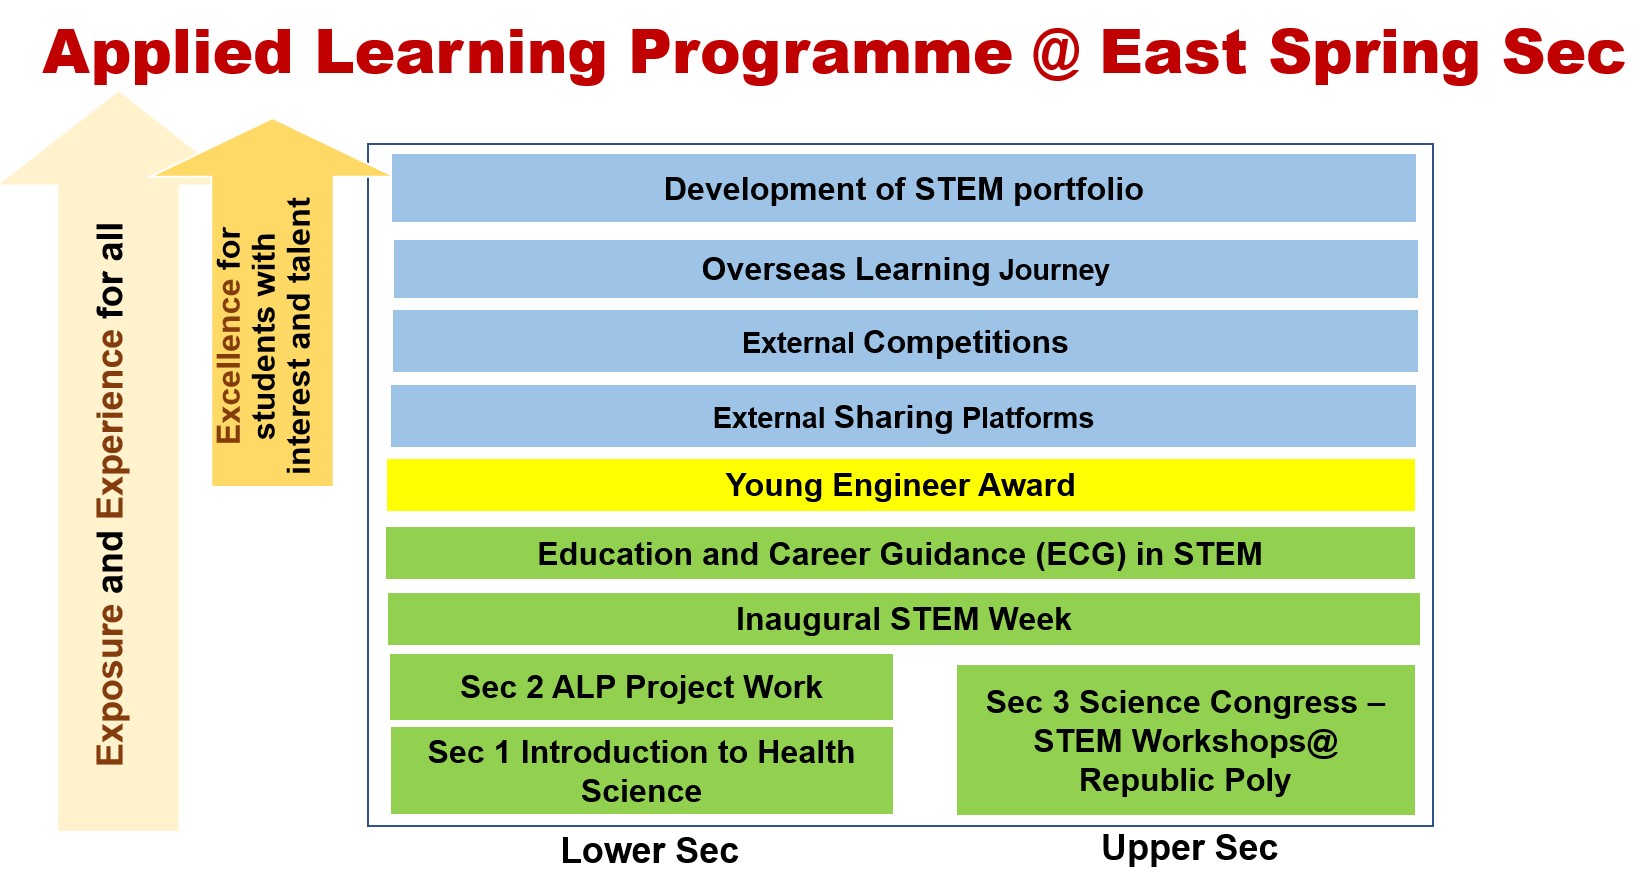 Applied Learning Programme @ East Spring Sec
Exposure and Experience for all
Excellence for
students with
interest and talent
Development of STEM portfolio
Overseas Learning Journey
External Competitions
External Sharing Platforms
Young Engineer Award
Education and Career Guidance (ECG) in STEM
Inaugural STEM Week
Sec 2 ALP Project Work
Sec 1 Introduction to Health
Science
Sec 3 Science Congress –
STEM Workshops@
Republic Poly
Lower Sec
Upper Sec